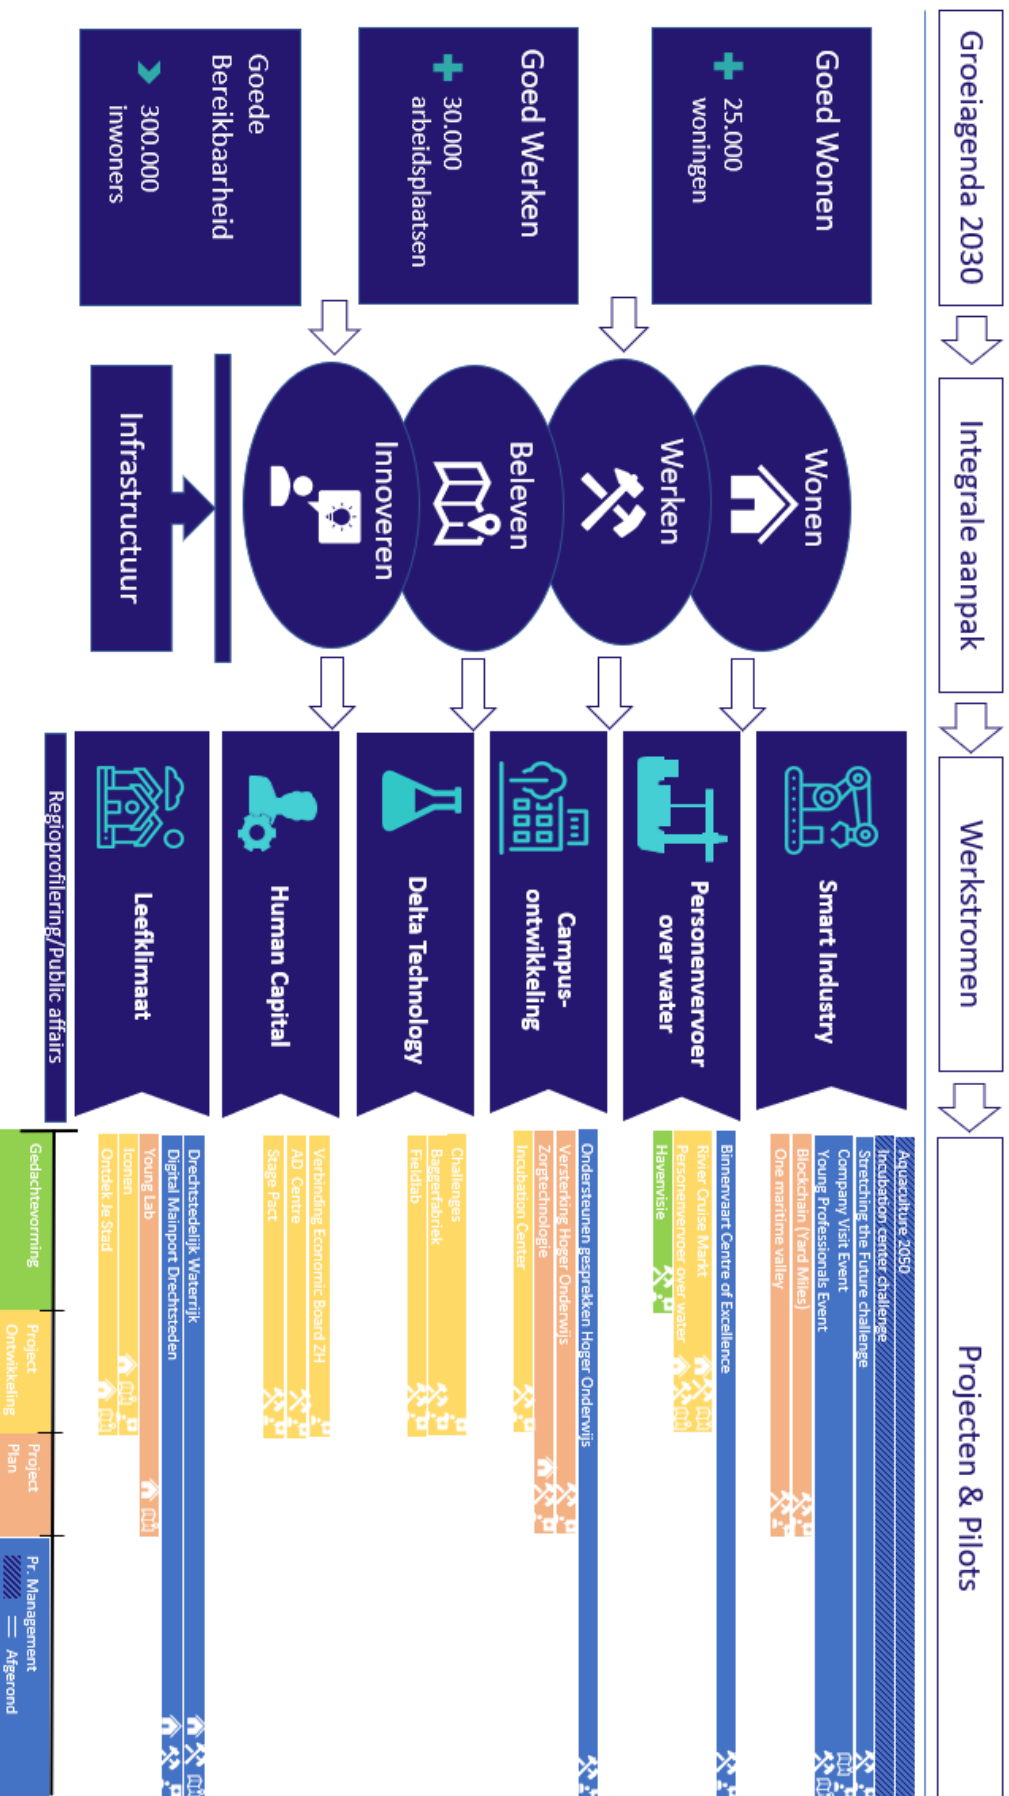 Groeiagenda 2030
Integrale aanpak
Werkstromen
Projecten & Pilots
Goed Wonen
25.000
woningen
Goed Werken
30.000
arbeidsplaatsen
Goede
Bereikbaarheid
300.000
inwoners
Wonen
Werken
Beleven
Innoveren
Infrastructuur
Smart Industry
Personenvervoer
over water
Campus-
ontwikkeling
Delta Technology
Human Capital
Leefklimaat
Regioprofilering/Public affairs
Aquaculture 2050
Incubation center challenge
Stretching the Future challenge
Company Visit Event
Young Professionals Event
Blockchain (Yard Miles)
One maritime valley
Binnenvaart Centre of Excellence
Rivier Cruise Markt
Personenvervoer over water
Havenvisie
Ondersteunen gesprekken Hoger Onderwijs
Versterking Hoger Onderwijs
Zorgtechnologie
Incubation Center
Challenges
Baggerfabriek
Fieldlab
Verbinding Economic Board ZH
AD Centre
Stage Pact
Drechtstedelijk Waterrijk
Digital Mainport Drechtsteden
Young Lab
Iconen
Ontdek Je Stad
Gedachtevorming
Project
Ontwikkeling
Project
Plan
Pr. Management
= Afgerond